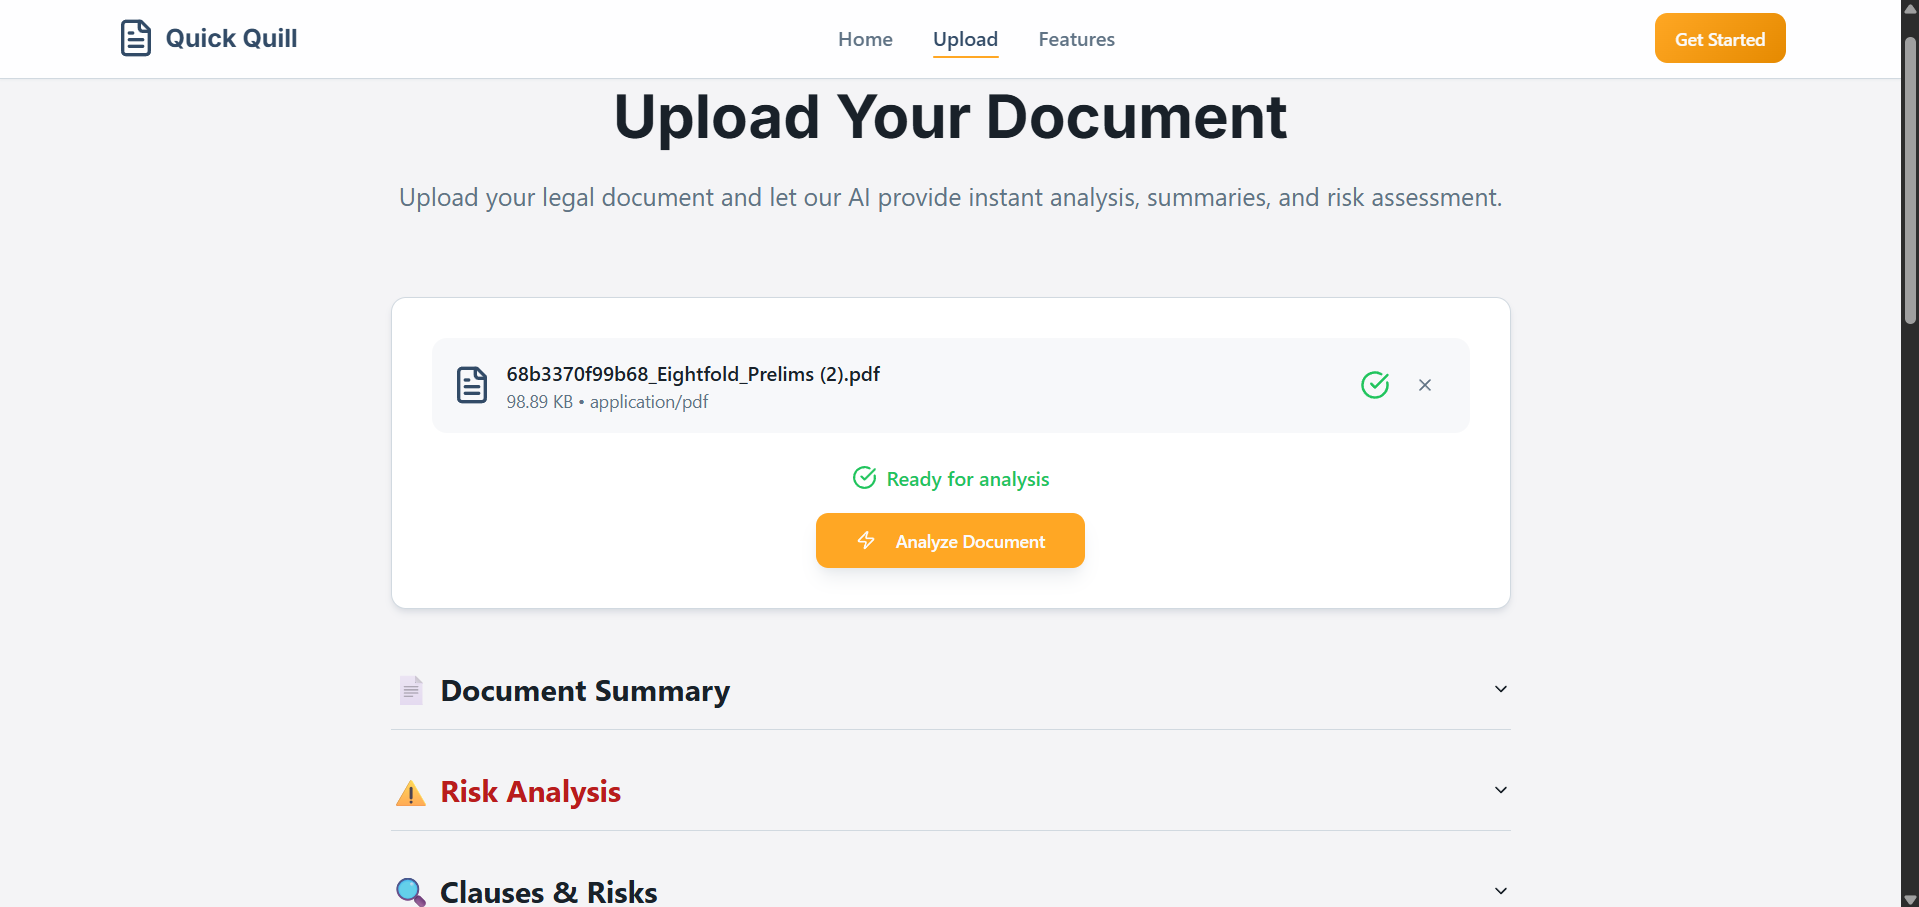 Quick Quill
Home
Upload
Features
Get Started
Upload Your Document
Upload your legal document and let our AI provide instant analysis, summaries, and risk assessment.
68b3370f99b68_Eightfold_Prelims (2).pdf
98.89 KB • application/pdf
Ready for analysis
Analyze Document
Document Summary
Risk Analysis
Clauses & Risks